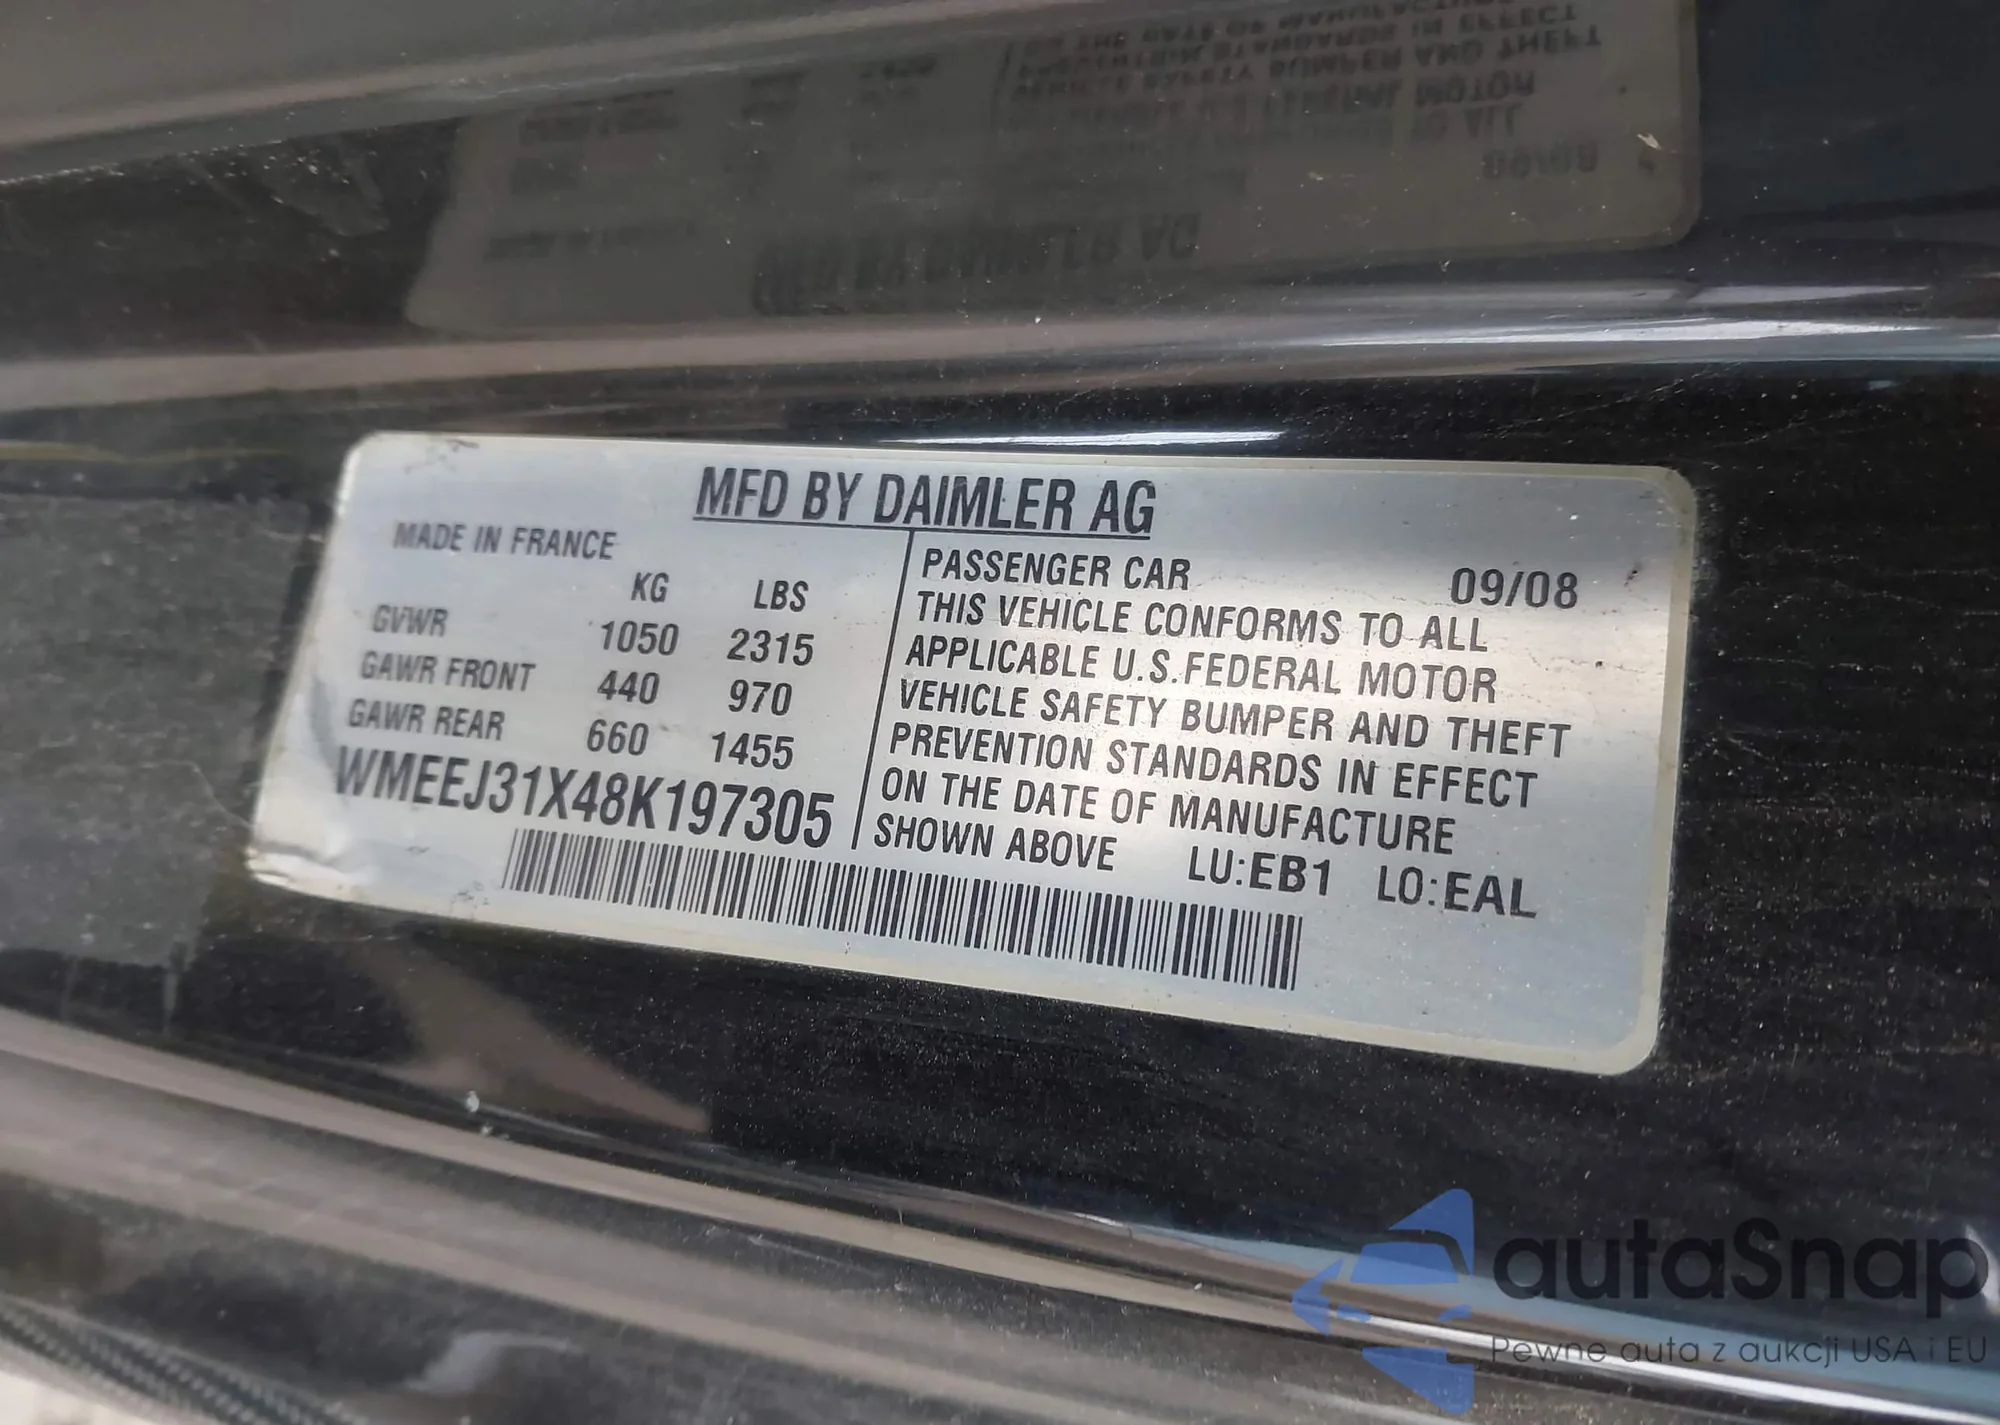 MFD BY DAIMLER AG
MADE IN FRANCE
KG LBS
GVWR 1050 2315
GAWR FRONT 440 970
GAWR REAR 660 1455
WMEEJ31X48K197305
PASSENGER CAR 09/08
THIS VEHICLE CONFORMS TO ALL
APPLICABLE U.S.FEDERAL MOTOR
VEHICLE SAFETY BUMPER AND THEFT
PREVENTION STANDARDS IN EFFECT
ON THE DATE OF MANUFACTURE
SHOWN ABOVE LU:EB1 LO:EAL
autaSnap
Pewne auta z aukcji USA i EU